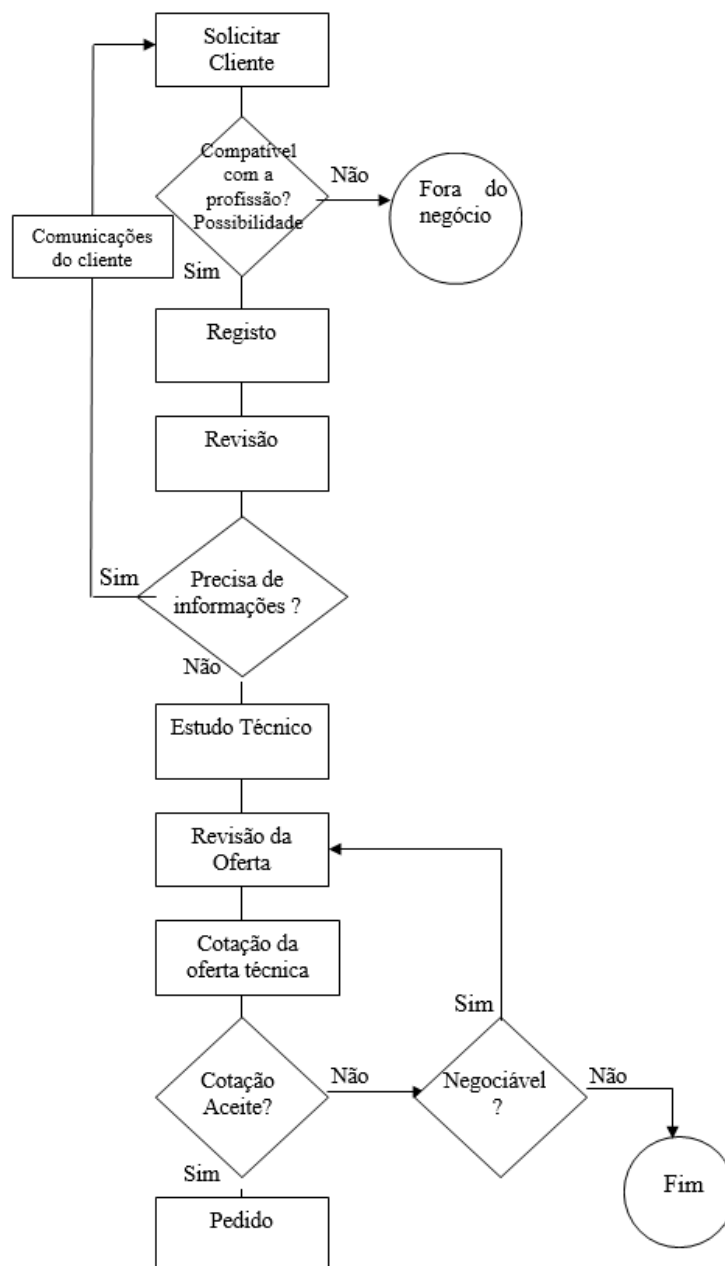 Solicitar
Cliente
Compatível
com a
profissão?
Possibilidade
Não
Fora do
negócio
Comunicações
do cliente
Sim
Registo
Revisão
Sim
Precisa de
informações ?
Não
Estudo Técnico
Revisão da
Oferta
Cotação da
oferta técnica
Sim
Cotação
Aceite?
Não
Negociável
?
Não
Sim
Fim
Pedido